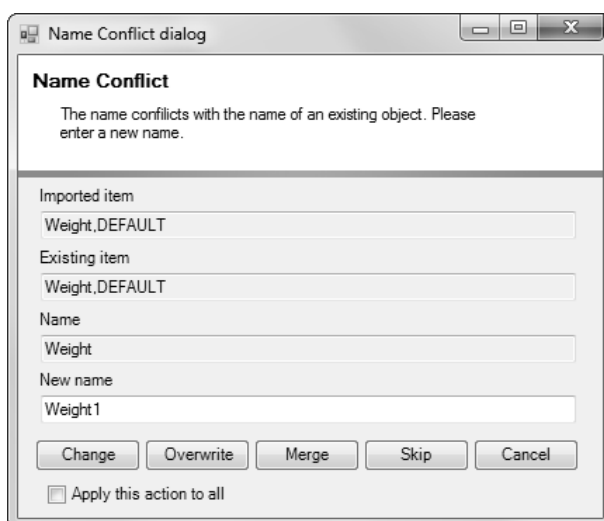 Name Conflict dialog
Name Conflict
The name confilicts with the name of an existing object. Please
enter a new name.
Imported item
Weight,DEFAULT
Existing item
Weight,DEFAULT
Name
Weight
New name
Weight1
Change Overwrite Merge Skip Cancel
Apply this action to all